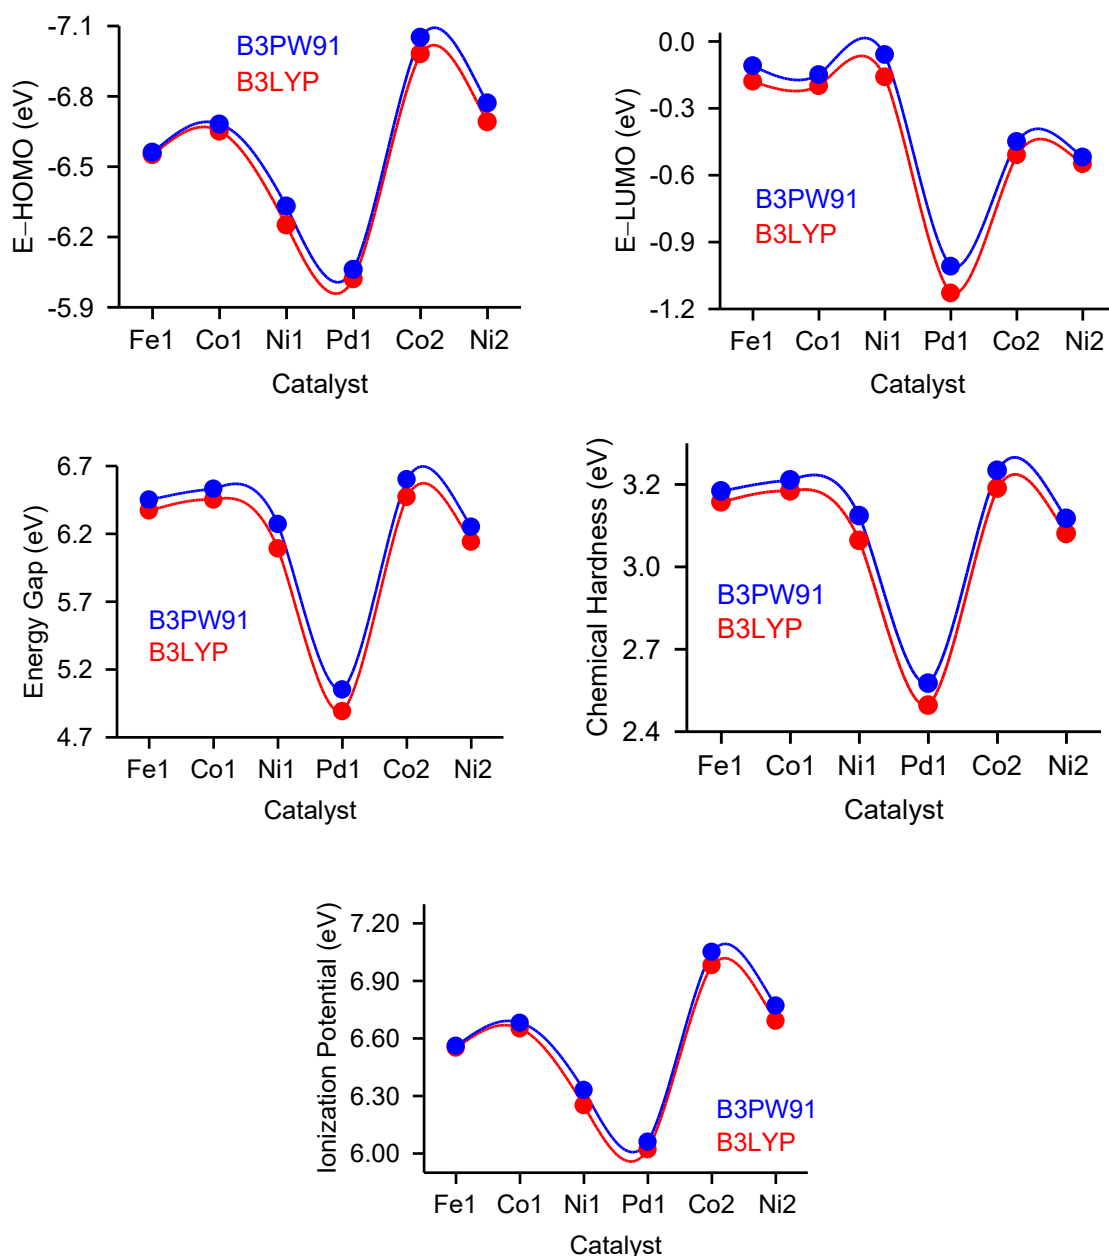 E–HOMO (eV)
-7.1
-6.8
-6.5
-6.2
-5.9
B3PW91
B3LYP
Fe1 Co1 Ni1 Pd1 Co2 Ni2
Catalyst
E–LUMO (eV)
0.0
-0.3
-0.6
-0.9
-1.2
B3PW91
B3LYP
Fe1 Co1 Ni1 Pd1 Co2 Ni2
Catalyst
Energy Gap (eV)
6.7
6.2
5.7
5.2
4.7
B3PW91
B3LYP
Fe1 Co1 Ni1 Pd1 Co2 Ni2
Catalyst
Chemical Hardness (eV)
3.2
3.0
2.7
2.4
B3PW91
B3LYP
Fe1 Co1 Ni1 Pd1 Co2 Ni2
Catalyst
Ionization Potential (eV)
7.20
6.90
6.60
6.30
6.00
B3PW91
B3LYP
Fe1 Co1 Ni1 Pd1 Co2 Ni2
Catalyst